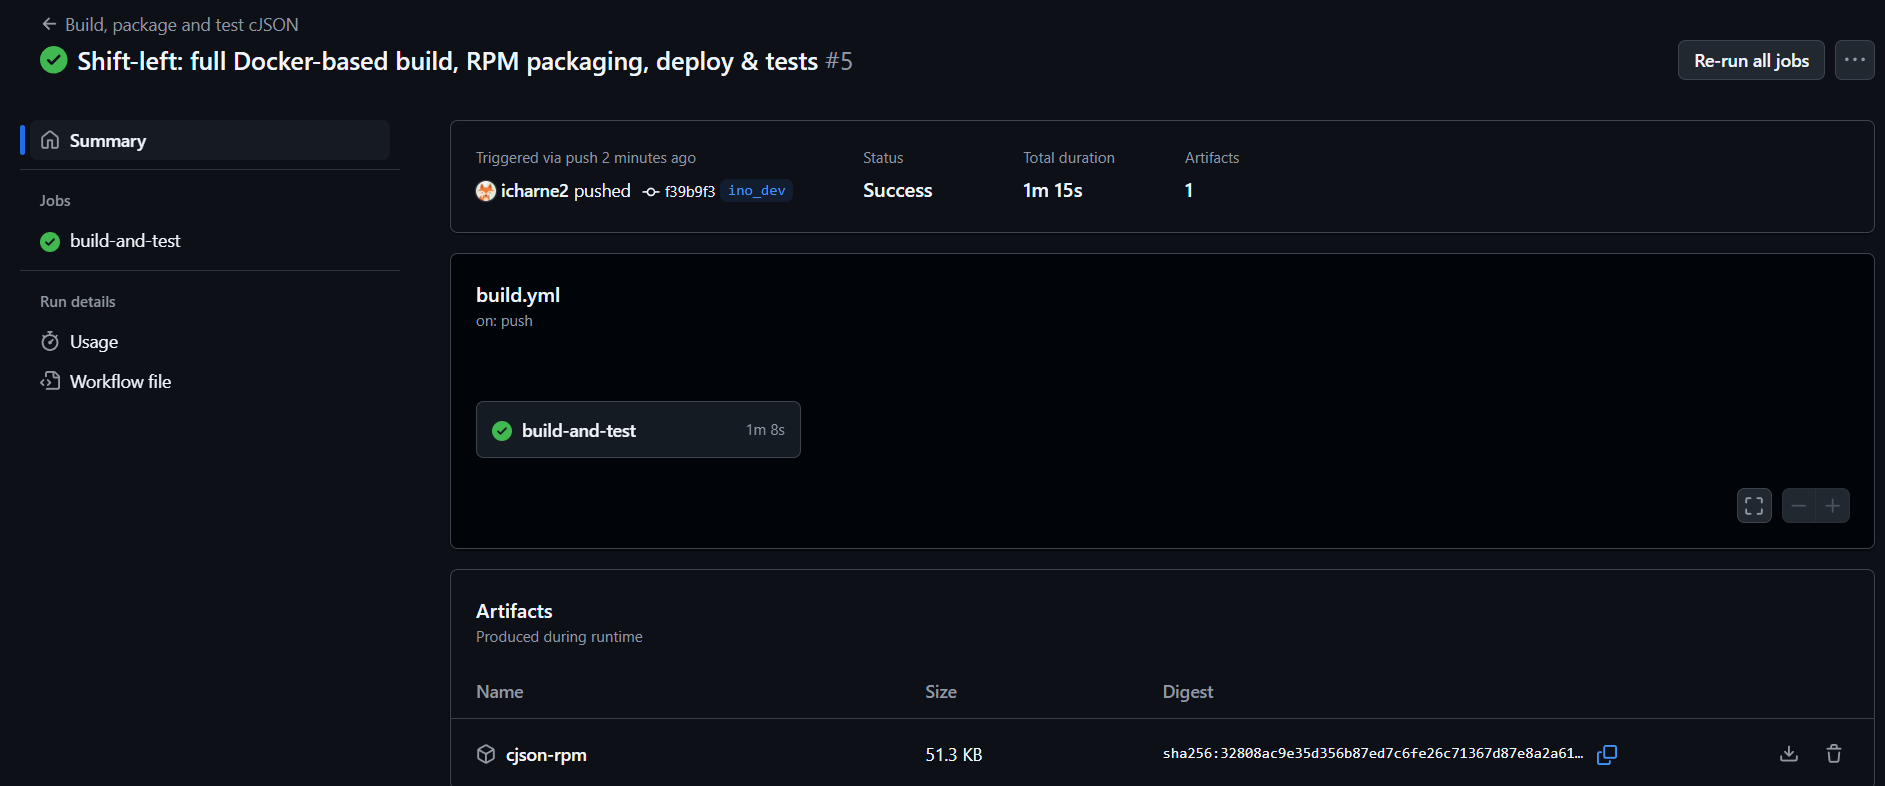 Build, package and test cJSON
Shift-left: full Docker-based build, RPM packaging, deploy & tests #5
Re-run all jobs
Summary
Jobs
build-and-test
Run details
Usage
Workflow file
Triggered via push 2 minutes ago
icharne2 pushed f39b9f3 ino_dev
Status
Success
Total duration
1m 15s
Artifacts
1
build.yml
on: push
build-and-test 1m 8s
Artifacts
Produced during runtime
Name Size Digest
cjson-rpm 51.3 KB sha256:32808ac9e35d356b87ed7c6fe26c71367d87e8a2a61…